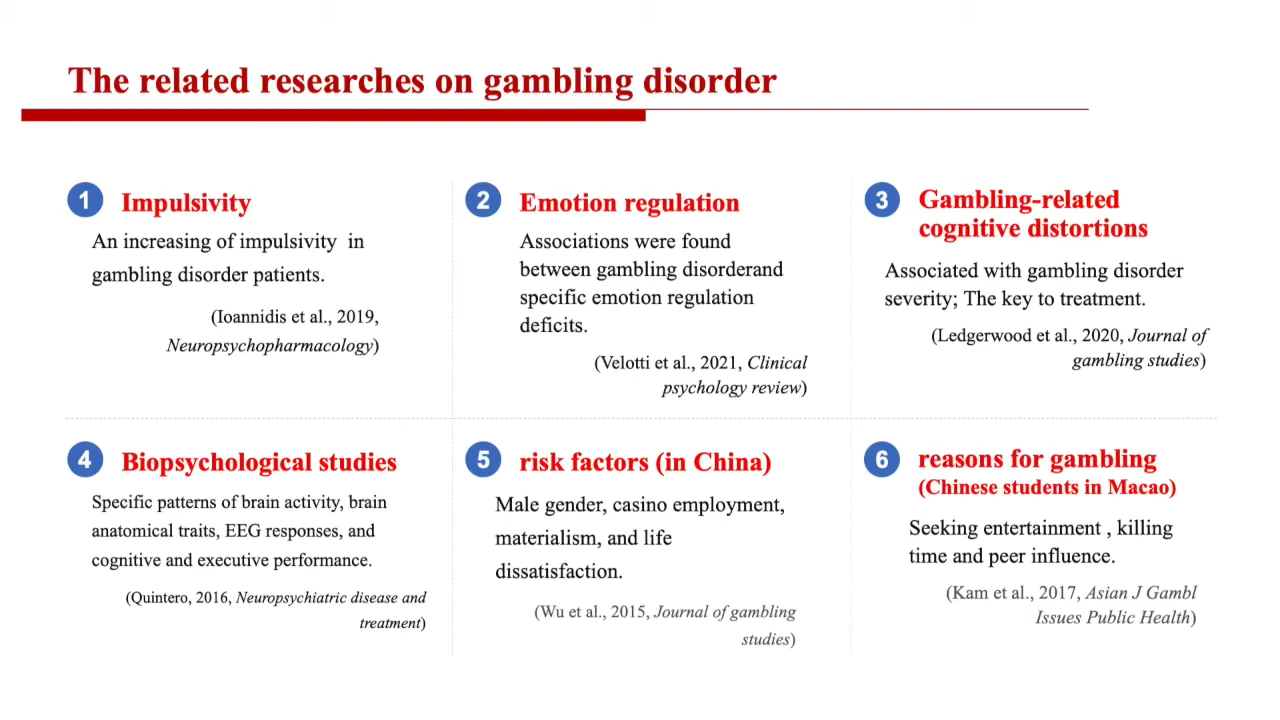 The related researches on gambling disorder
1 Impulsivity
An increasing of impulsivity in
gambling disorder patients.
(Ioannidis et al., 2019,
Neuropsychopharmacology)
2 Emotion regulation
Associations were found
between gambling disorderand
specific emotion regulation
deficits.
(Velotti et al., 2021, Clinical
psychology review)
3 Gambling-related
cognitive distortions
Associated with gambling disorder
severity; The key to treatment.
(Ledgerwood et al., 2020, Journal of
gambling studies)
4 Biopsychological studies
Specific patterns of brain activity, brain
anatomical traits, EEG responses, and
cognitive and executive performance.
(Quintero, 2016, Neuropsychiatric disease and
treatment)
5 risk factors (in China)
Male gender, casino employment,
materialism, and life
dissatisfaction.
(Wu et al., 2015, Journal of gambling
studies)
6 reasons for gambling
(Chinese students in Macao)
Seeking entertainment , killing
time and peer influence.
(Kam et al., 2017, Asian J Gambl
Issues Public Health)